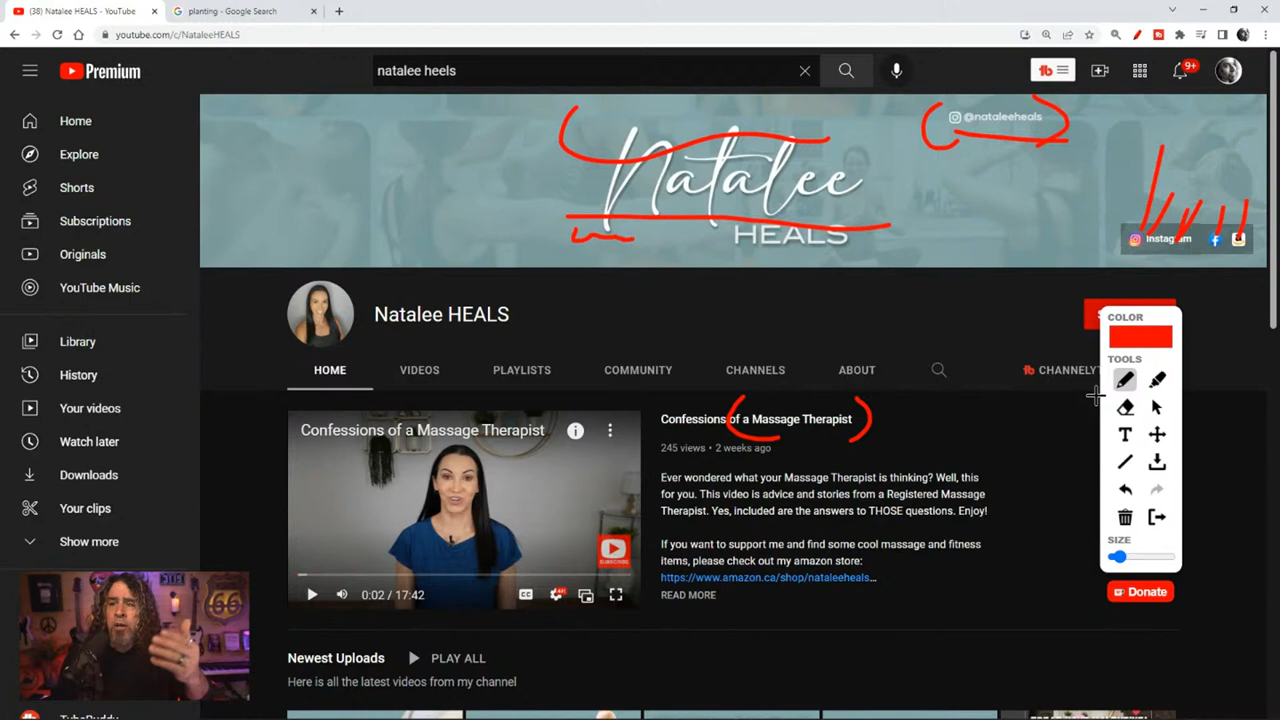 (38) Natalee HEALS - YouTube
planting - Google Search
youtube.com/c/NataleeHEALS
Premium
natalee heels
9+
Home
Explore
Shorts
Subscriptions
Originals
YouTube Music
Library
History
Your videos
Watch later
Downloads
Your clips
Show more
@nataleeheals
Natalee
HEALS
Instagram
Natalee HEALS
HOME
VIDEOS
PLAYLISTS
COMMUNITY
CHANNELS
ABOUT
COLOR
TOOLS
T
SIZE
Donate
Confessions of a Massage Therapist
SUBSCRIBE
0:02 / 17:42
CC
Confessions of a Massage Therapist
245 views • 2 weeks ago
Ever wondered what your Massage Therapist is thinking? Well, this
for you. This video is advice and stories from a Registered Massage
Therapist. Yes, included are the answers to THOSE questions. Enjoy!
If you want to support me and find some cool massage and fitness
items, please check out my amazon store:
https://www.amazon.ca/shop/nataleeheals...
READ MORE
Newest Uploads
PLAY ALL
Here is all the latest videos from my channel
66